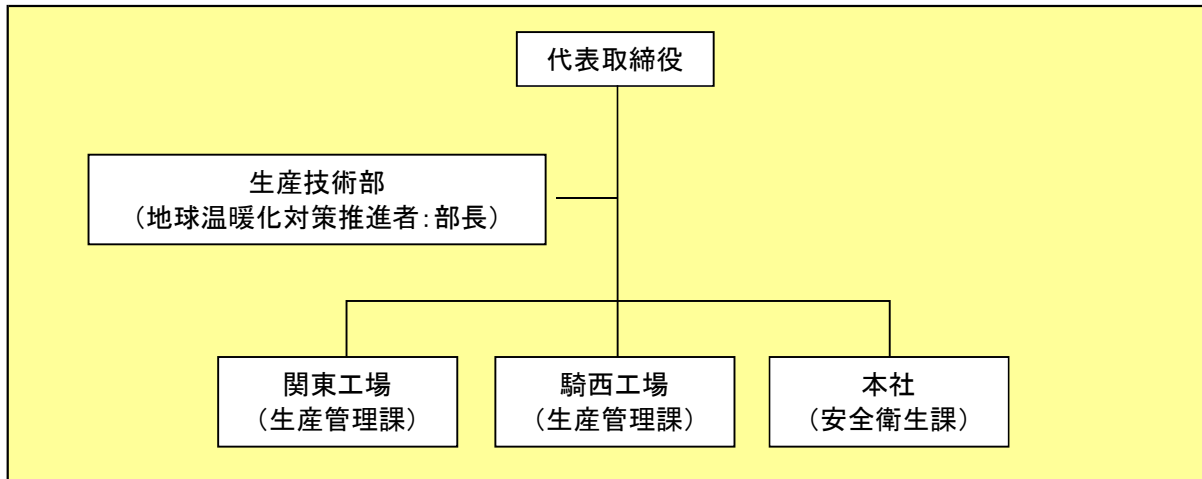 代表取締役
生産技術部
（地球温暖化対策推進者：部長）
関東工場
（生産管理課）
騎西工場
（生産管理課）
本社
（安全衛生課）